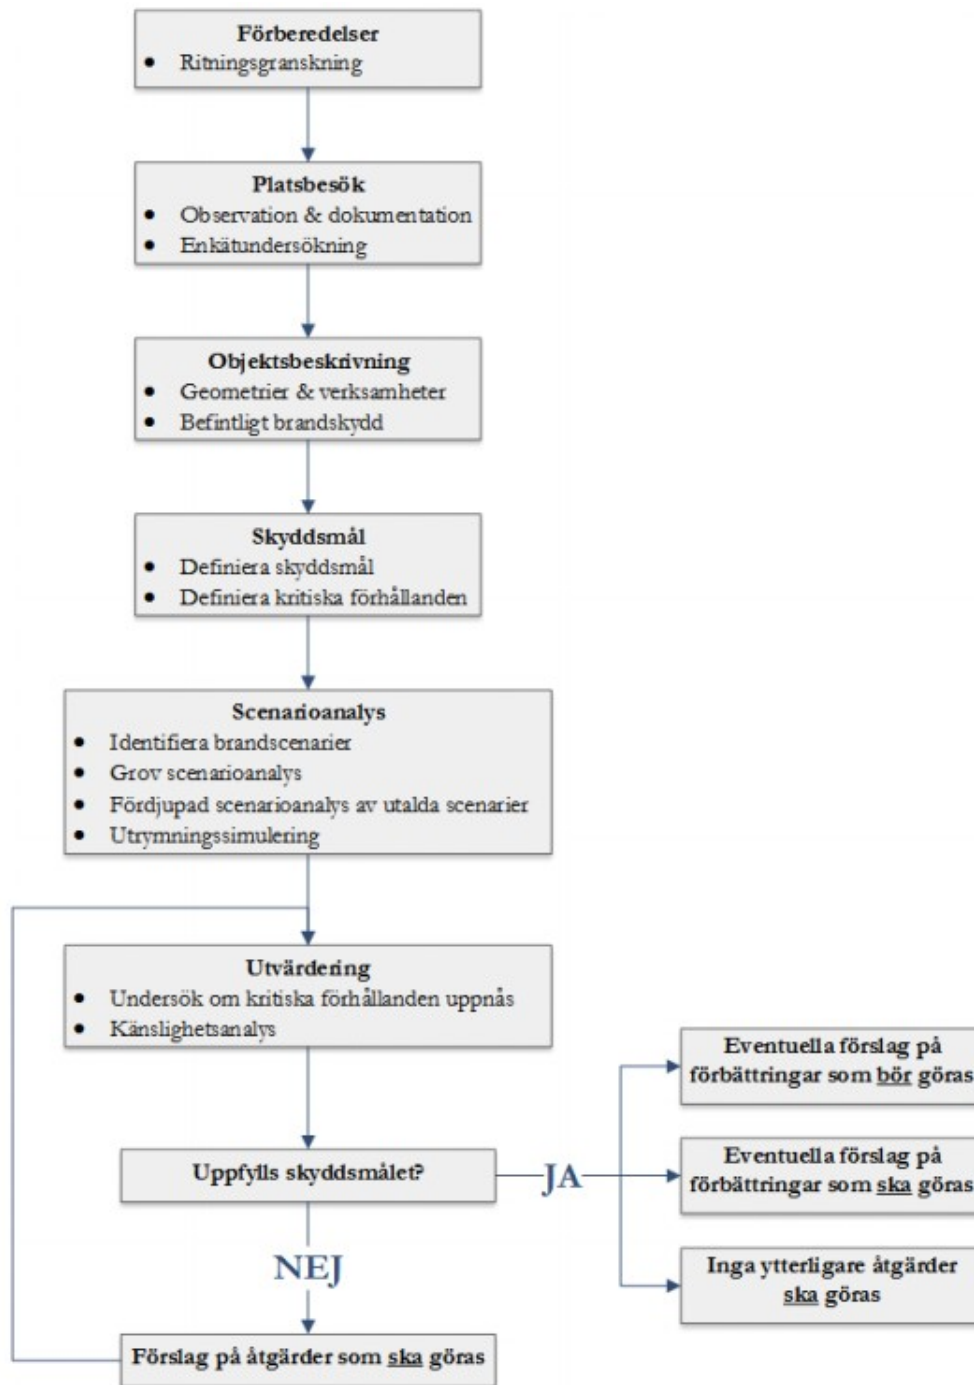 Förberedelser
• Ritningsgranskning
Platsbesök
• Observation & dokumentation
• Enkätundersökning
Objektsbeskrivning
• Geometrier & verksamheter
• Befintligt brandskydd
Skyddsmål
• Definiera skyddsmål
• Definiera kritiska förhållanden
Scenarioanalys
• Identifiera brandscenarier
• Grov scenarioanalys
• Fördjupad scenarioanalys av utalda scenarier
• Utrymningssimulering
Utvärdering
• Undersök om kritiska förhållanden uppnås
• Känslighetsanalys
Uppfylls skyddsmålet?
JA
Eventuella förslag på
förbättringar som bör göras
Eventuella förslag på
förbättringar som ska göras
Inga ytterligare åtgärder
ska göras
NEJ
Förslag på åtgärder som ska göras